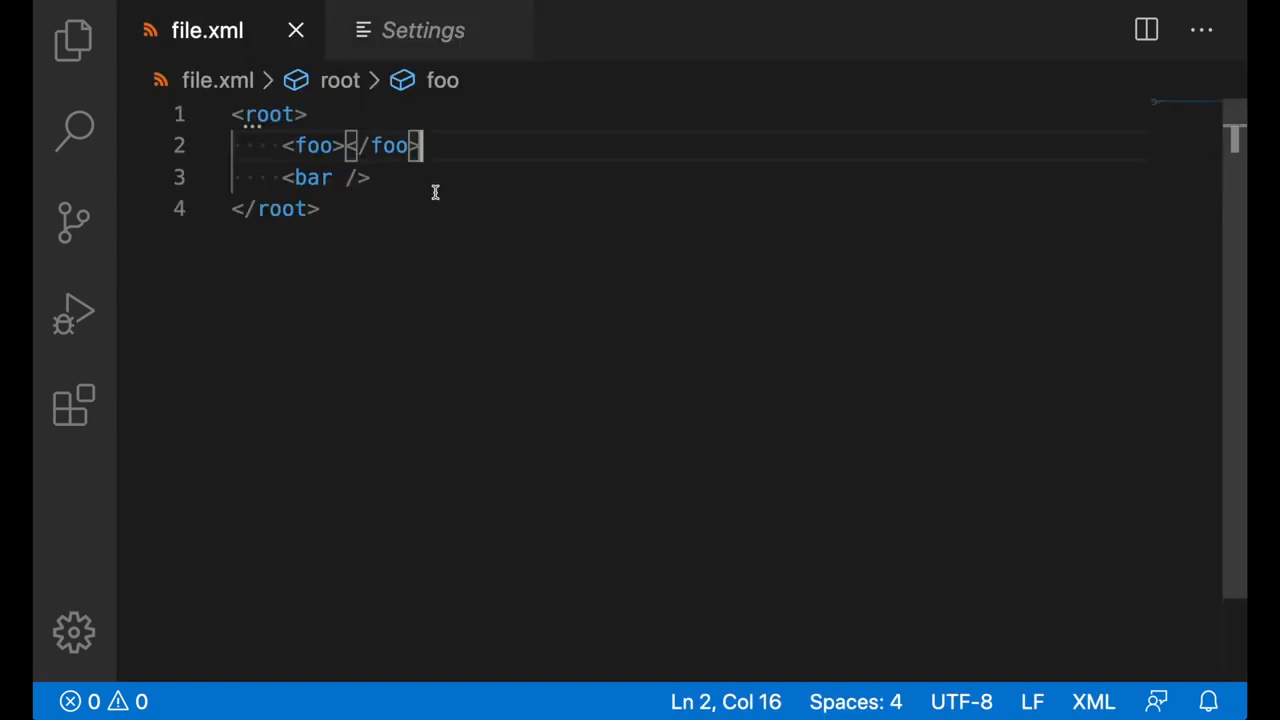 file.xml
Settings
file.xml > root > foo
1 <root>
2 ····<foo></foo>
3 ····<bar />
4 </root>
0 0 Ln 2, Col 16 Spaces: 4 UTF-8 LF XML